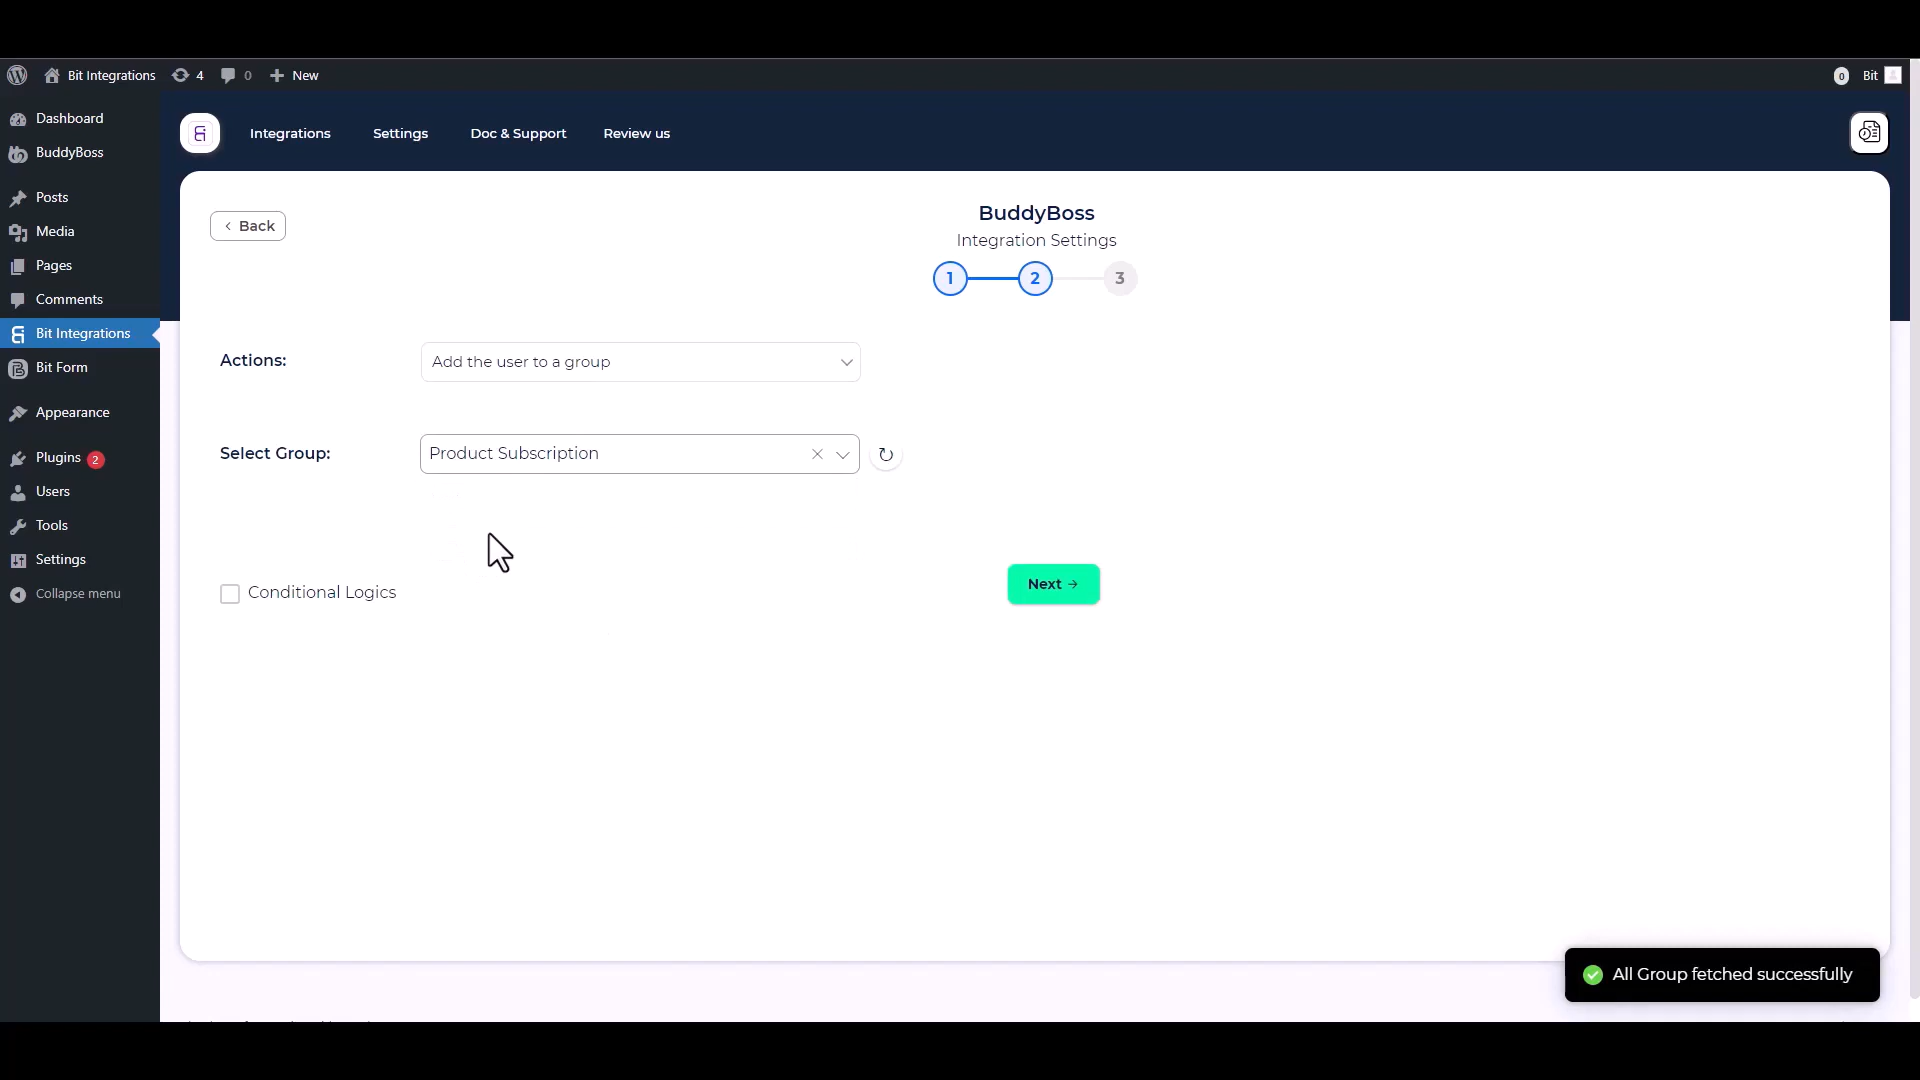 Bit Integrations 4 0 New 0 Bit
Dashboard
BuddyBoss
Posts
Media
Pages
Comments
Bit Integrations
Bit Form
Appearance
Plugins 2
Users
Tools
Settings
Collapse menu
Integrations Settings Doc & Support Review us
Back
BuddyBoss
Integration Settings
1 2 3
Actions: Add the user to a group
Select Group: Product Subscription
Conditional Logics
Next →
All Group fetched successfully